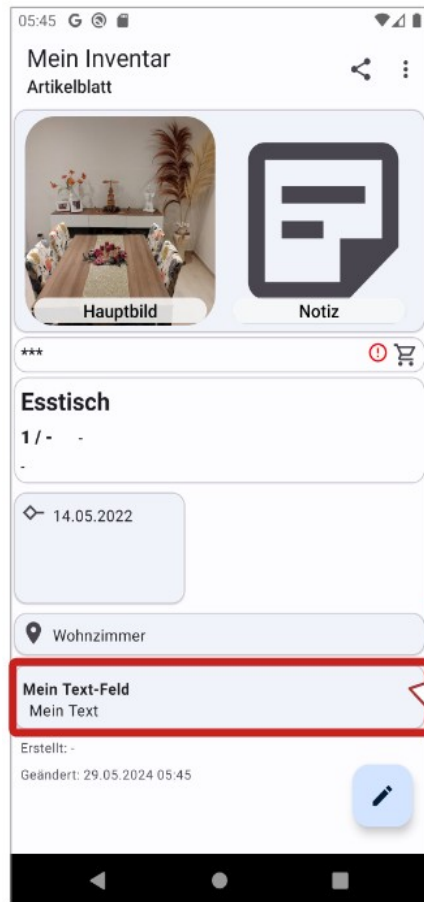 05:45
Mein Inventar
Artikelblatt
Hauptbild
Notiz
***
Esstisch
1 / - -
-
14.05.2022
Wohnzimmer
Mein Text-Feld
Mein Text
Erstellt: -
Geändert: 29.05.2024 05:45